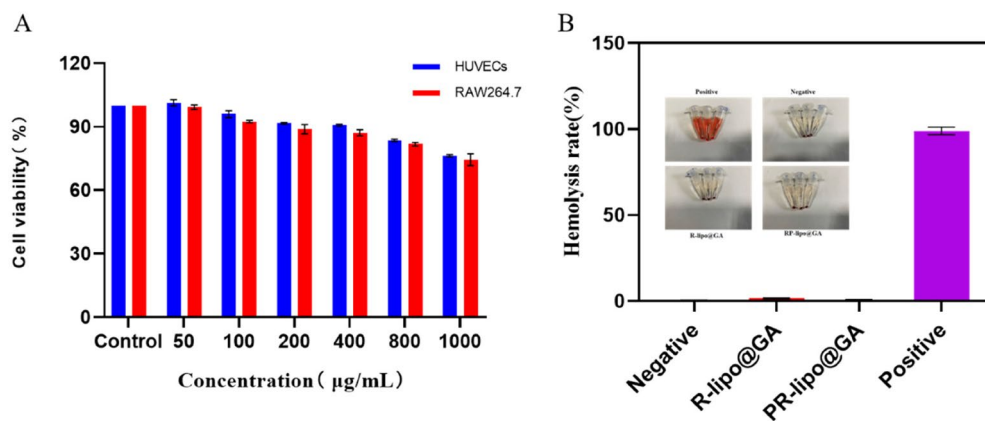 A
Cell viability( %)
120
90
60
30
0
HUVECs
RAW264.7
Control 50 100 200 400 800 1000
Concentration( μg/mL)
B
Hemolysis rate(%)
150
100
50
0
Positive Negative
R-lipo@GA RP-lipo@GA
Negative
R-lipo@GA
PR-lipo@GA
Positive